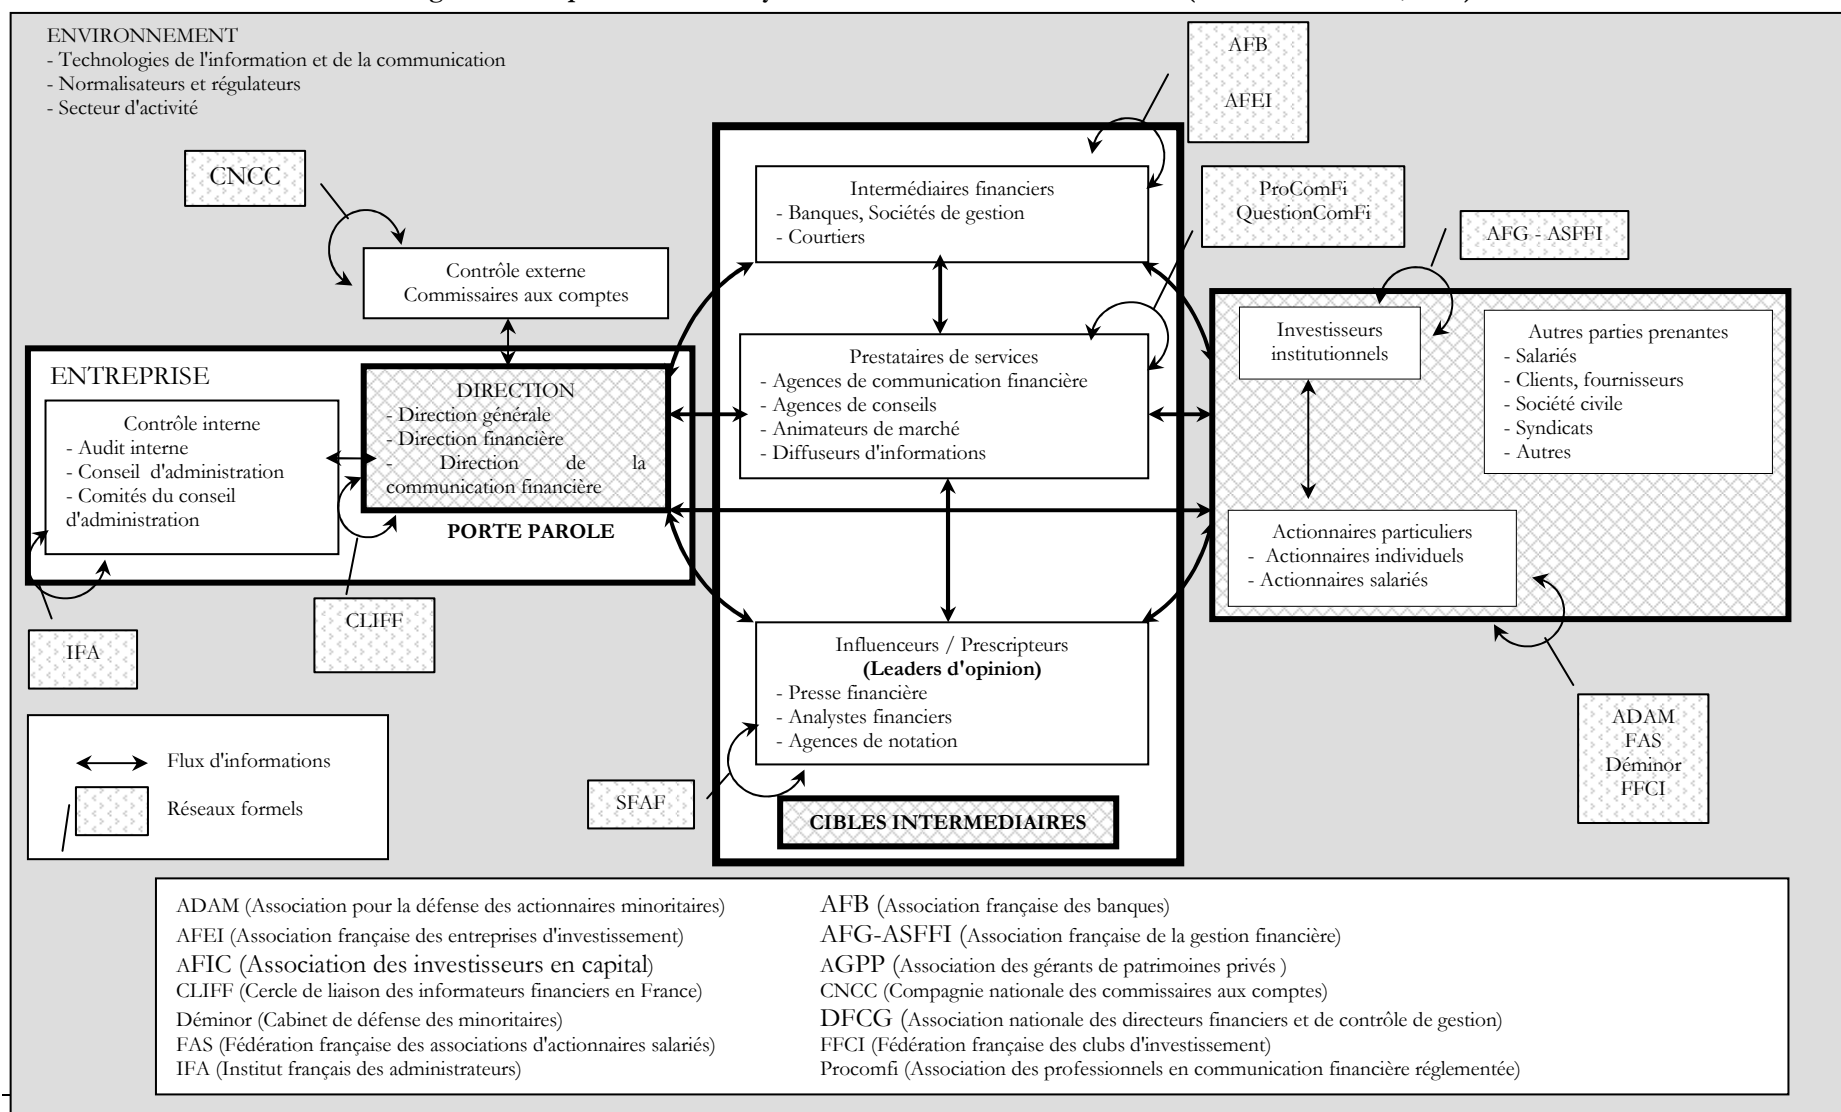 ENVIRONNEMENT
- Technologies de l'information et de la communication
- Normalisateurs et régulateurs
- Secteur d'activité
AFB
AFEI
CNCC
Intermédiaires financiers
- Banques, Sociétés de gestion
- Courtiers
ProComFi
QuestionComFi
AFG - ASFFI
Contrôle externe
Commissaires aux comptes
ENTREPRISE
Contrôle interne
- Audit interne
- Conseil d'administration
- Comités du conseil
d'administration
DIRECTION
- Direction générale
- Direction financière
- Direction de la
communication financière
PORTE PAROLE
Prestataires de services
- Agences de communication financière
- Agences de conseils
- Animateurs de marché
- Diffuseurs d'informations
Investisseurs
institutionnels
Autres parties prenantes
- Salariés
- Clients, fournisseurs
- Société civile
- Syndicats
- Autres
Actionnaires particuliers
- Actionnaires individuels
- Actionnaires salariés
IFA
CLIFF
Influenceurs / Prescripteurs
(Leaders d'opinion)
- Presse financière
- Analystes financiers
- Agences de notation
SFAF
CIBLES INTERMEDIAIRES
ADAM
FAS
Déminor
FFCI
Flux d'informations
Réseaux formels
ADAM (Association pour la défense des actionnaires minoritaires)
AFEI (Association française des entreprises d'investissement)
AFIC (Association des investisseurs en capital)
CLIFF (Cercle de liaison des informateurs financiers en France)
Déminor (Cabinet de défense des minoritaires)
FAS (Fédération française des associations d'actionnaires salariés)
IFA (Institut français des administrateurs)
AFB (Association française des banques)
AFG-ASFFI (Association française de la gestion financière)
AGPP (Association des gérants de patrimoines privés )
CNCC (Compagnie nationale des commissaires aux comptes)
DFCG (Association nationale des directeurs financiers et de contrôle de gestion)
FFCI (Fédération française des clubs d'investissement)
Procomfi (Association des professionnels en communication financière réglementée)